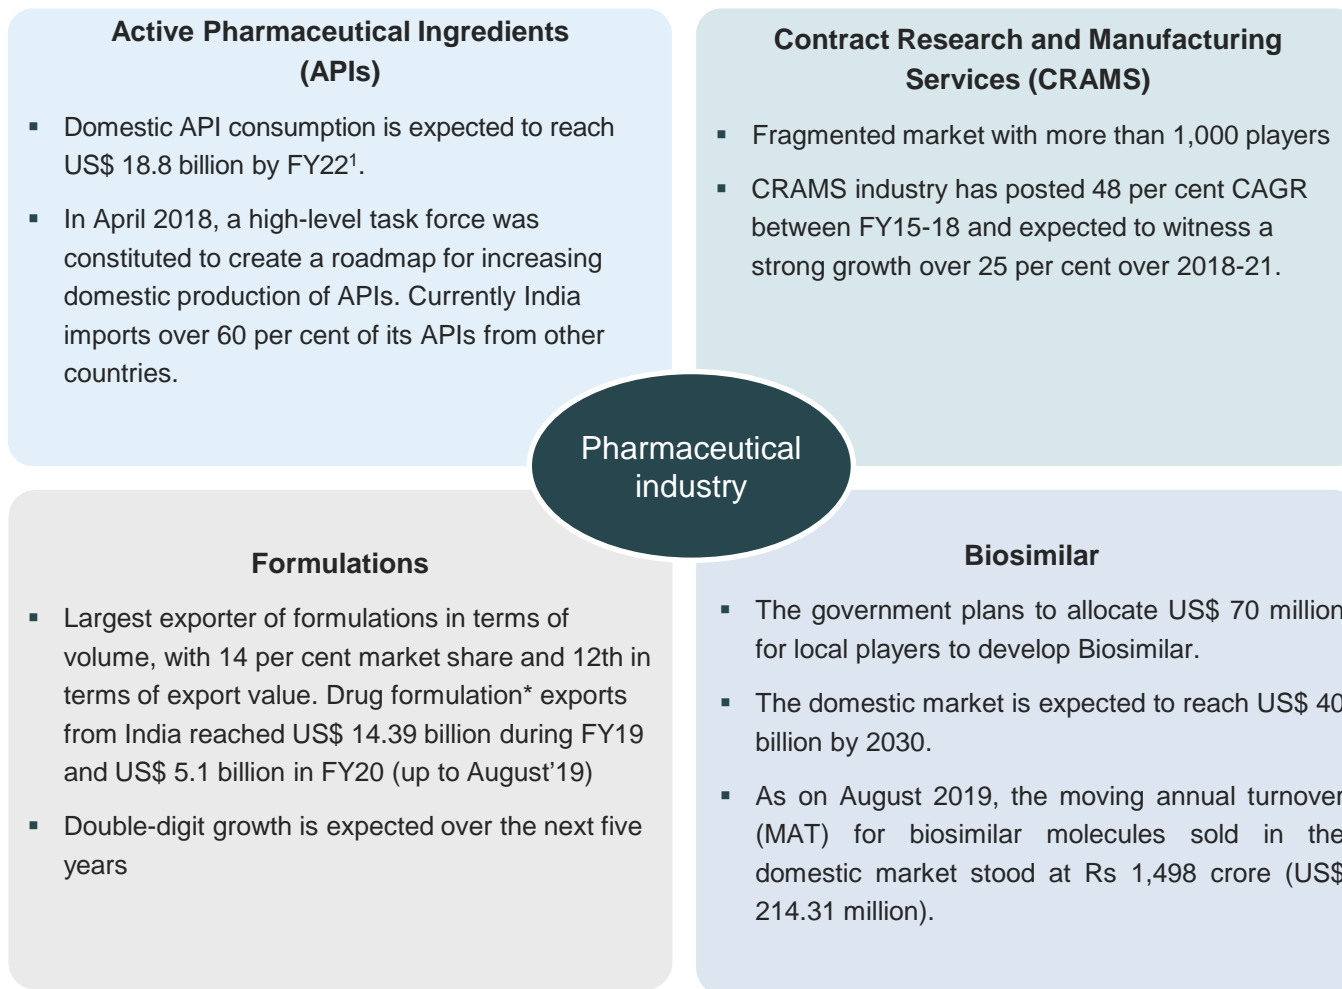 Active Pharmaceutical Ingredients
(APIs)
▪ Domestic API consumption is expected to reach
US$ 18.8 billion by FY22¹.
▪ In April 2018, a high-level task force was
constituted to create a roadmap for increasing
domestic production of APIs. Currently India
imports over 60 per cent of its APIs from other
countries.
Contract Research and Manufacturing
Services (CRAMS)
▪ Fragmented market with more than 1,000 players
▪ CRAMS industry has posted 48 per cent CAGR
between FY15-18 and expected to witness a
strong growth over 25 per cent over 2018-21.
Pharmaceutical
industry
Formulations
▪ Largest exporter of formulations in terms of
volume, with 14 per cent market share and 12th in
terms of export value. Drug formulation* exports
from India reached US$ 14.39 billion during FY19
and US$ 5.1 billion in FY20 (up to August’19)
▪ Double-digit growth is expected over the next five
years
Biosimilar
▪ The government plans to allocate US$ 70 million
for local players to develop Biosimilar.
▪ The domestic market is expected to reach US$ 40
billion by 2030.
▪ As on August 2019, the moving annual turnover
(MAT) for biosimilar molecules sold in the
domestic market stood at Rs 1,498 crore (US$
214.31 million).